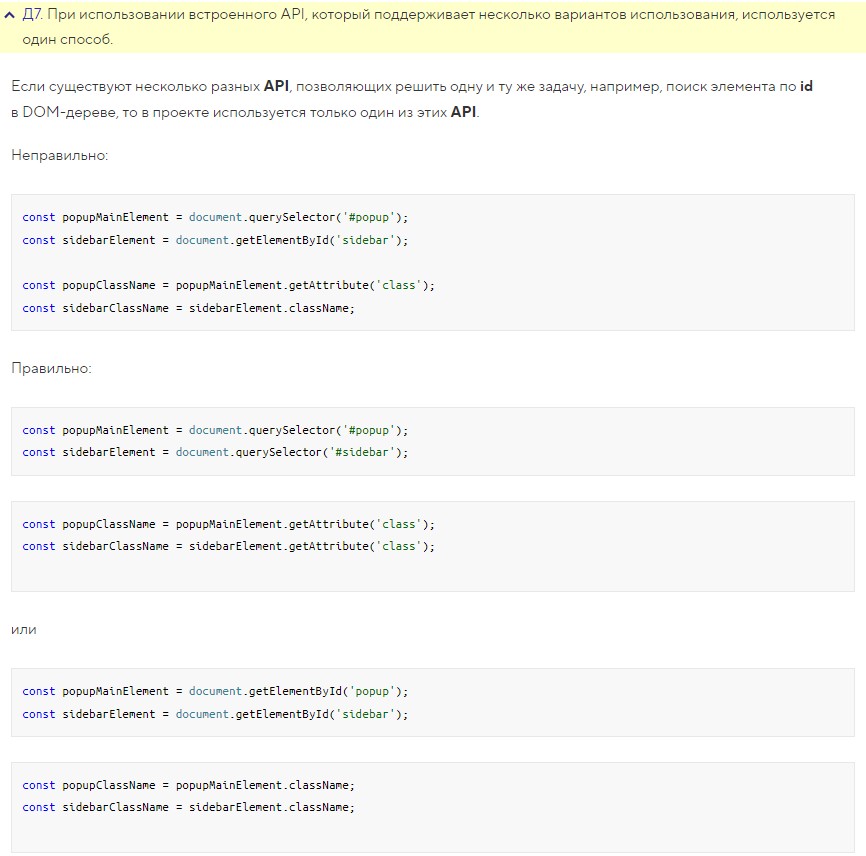 Д7. При использовании встроенного API, который поддерживает несколько вариантов использования, используется
один способ.
Если существуют несколько разных API, позволяющих решить одну и ту же задачу, например, поиск элемента по id
в DOM-дереве, то в проекте используется только один из этих API.
Неправильно:
const popupMainElement = document.querySelector('#popup');
const sidebarElement = document.getElementById('sidebar');
const popupClassName = popupMainElement.getAttribute('class');
const sidebarClassName = sidebarElement.className;
Правильно:
const popupMainElement = document.querySelector('#popup');
const sidebarElement = document.querySelector('#sidebar');
const popupClassName = popupMainElement.getAttribute('class');
const sidebarClassName = sidebarElement.getAttribute('class');
или
const popupMainElement = document.getElementById('popup');
const sidebarElement = document.getElementById('sidebar');
const popupClassName = popupMainElement.className;
const sidebarClassName = sidebarElement.className;